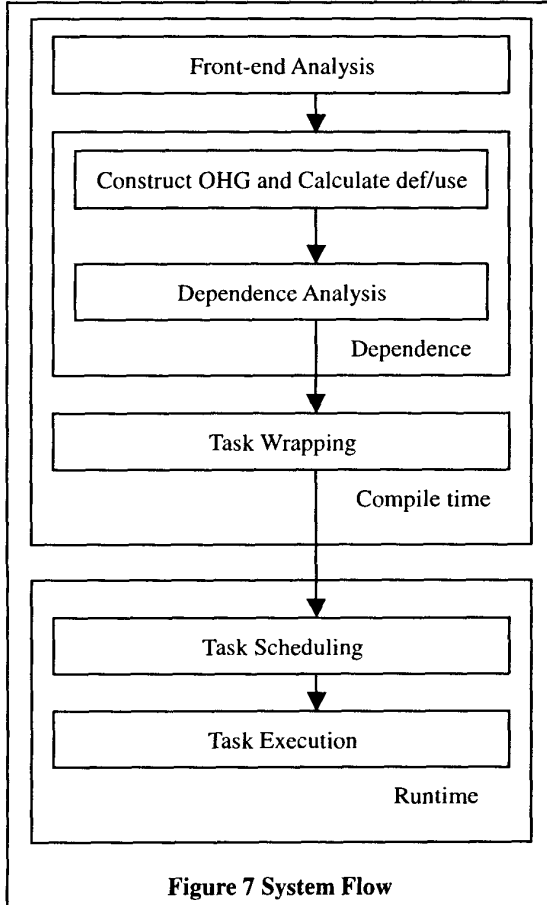 Front-end Analysis
Construct OHG and Calculate def/use
Dependence Analysis
Dependence
Task Wrapping
Compile time
Task Scheduling
Task Execution
Runtime
Figure 7 System Flow